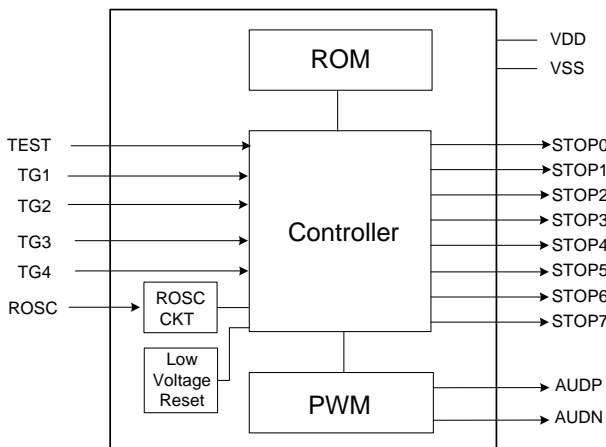 ROM
VDD
VSS
TEST
TG1
TG2
TG3
TG4
ROSC
ROSC
CKT
Low
Voltage
Reset
Controller
PWM
STOP0
STOP1
STOP2
STOP3
STOP4
STOP5
STOP6
STOP7
AUDP
AUDN